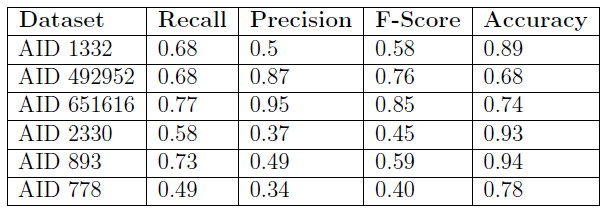 Dataset Recall Precision F-Score Accuracy
AID 1332 0.68 0.5 0.58 0.89
AID 492952 0.68 0.87 0.76 0.68
AID 651616 0.77 0.95 0.85 0.74
AID 2330 0.58 0.37 0.45 0.93
AID 893 0.73 0.49 0.59 0.94
AID 778 0.49 0.34 0.40 0.78